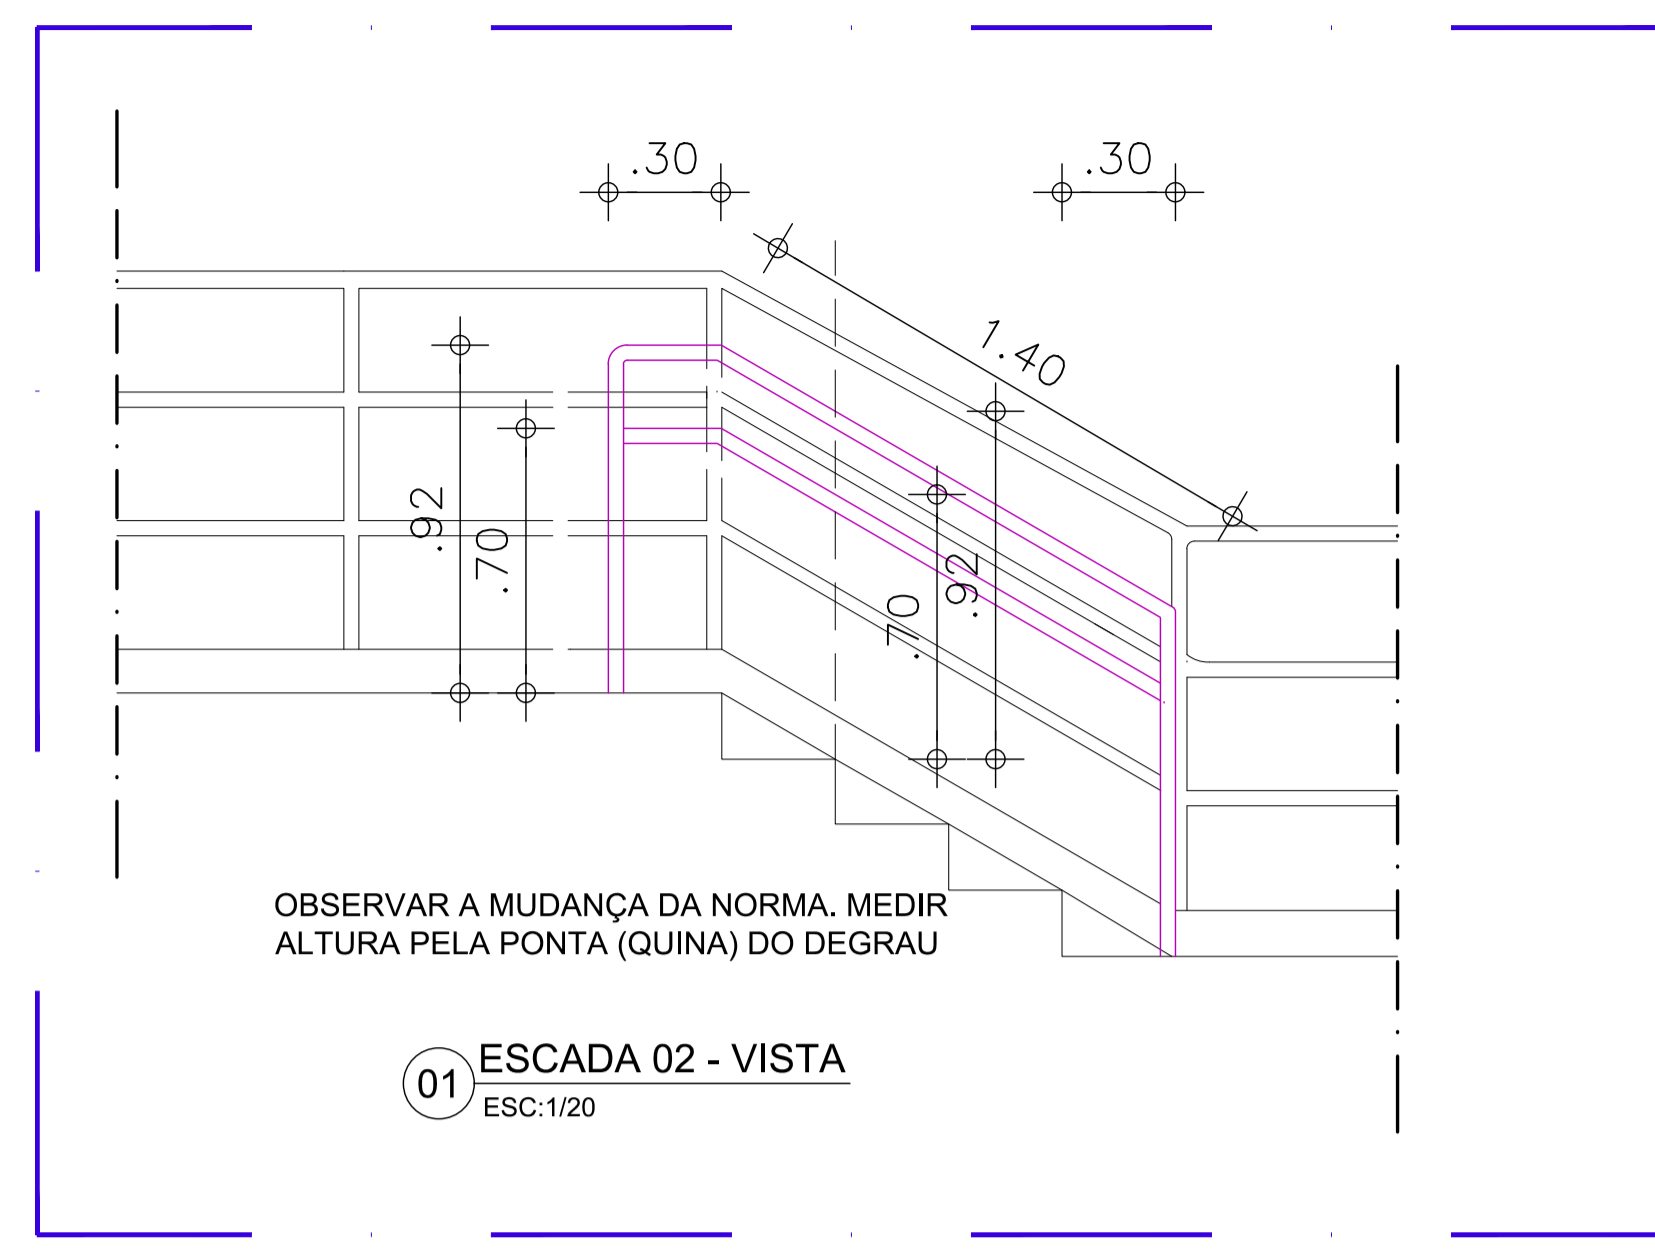 .30
.30
1.40
.92
.70
.92
.70
OBSERVAR A MUDANÇA DA NORMA. MEDIR
ALTURA PELA PONTA (QUINA) DO DEGRAU
01
ESCADA 02 - VISTA
ESC:1/20